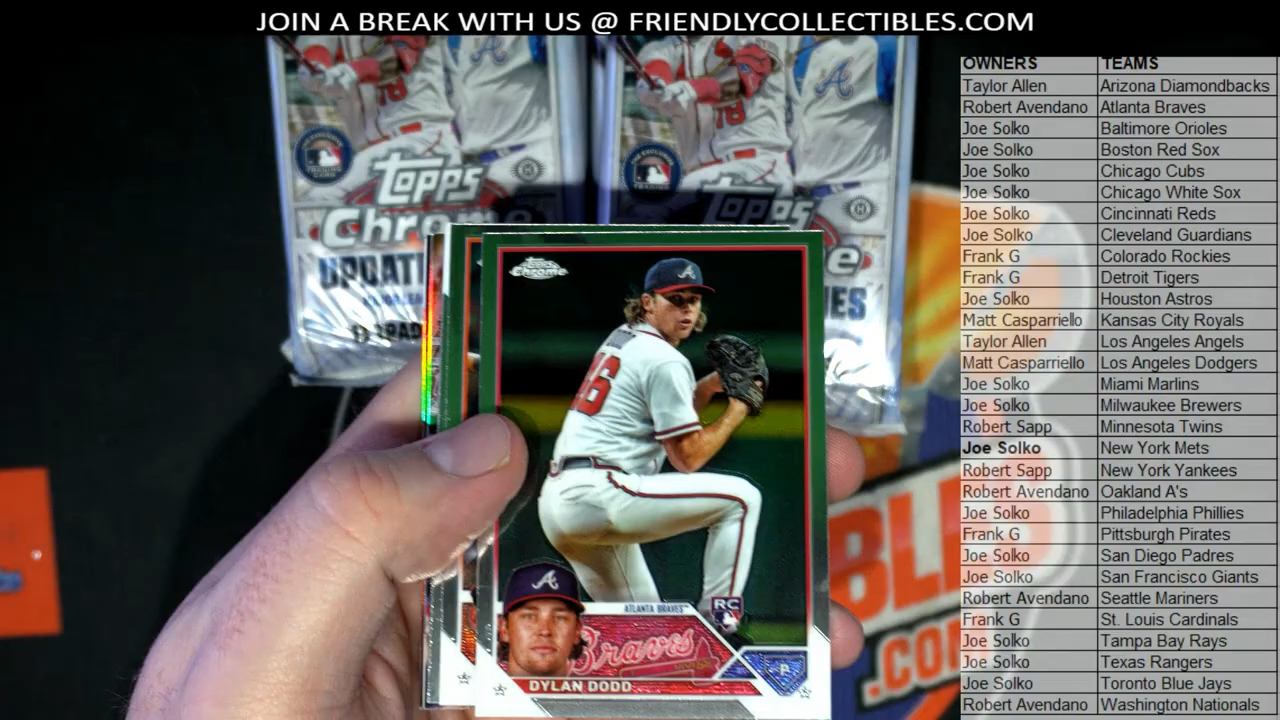 JOIN A BREAK WITH US @ FRIENDLYCOLLECTIBLES.COM
OWNERS TEAMS
Taylor Allen Arizona Diamondbacks
Robert Avendano Atlanta Braves
Joe Solko Baltimore Orioles
Joe Solko Boston Red Sox
Joe Solko Chicago Cubs
Joe Solko Chicago White Sox
Joe Solko Cincinnati Reds
Joe Solko Cleveland Guardians
Frank G Colorado Rockies
Frank G Detroit Tigers
Joe Solko Houston Astros
Matt Casparriello Kansas City Royals
Taylor Allen Los Angeles Angels
Matt Casparriello Los Angeles Dodgers
Joe Solko Miami Marlins
Joe Solko Milwaukee Brewers
Robert Sapp Minnesota Twins
Joe Solko New York Mets
Robert Sapp New York Yankees
Robert Avendano Oakland A's
Joe Solko Philadelphia Phillies
Frank G Pittsburgh Pirates
Joe Solko San Diego Padres
Joe Solko San Francisco Giants
Robert Avendano Seattle Mariners
Frank G St. Louis Cardinals
Joe Solko Tampa Bay Rays
Joe Solko Texas Rangers
Joe Solko Toronto Blue Jays
Robert Avendano Washington Nationals
Topps
Chrome
UPDAT
Topps
e
IES
Topps
Chrome
A
46
ATLANTA BRAVES
RC
A
Braves
P
DYLAN DODD
BLE
.CO